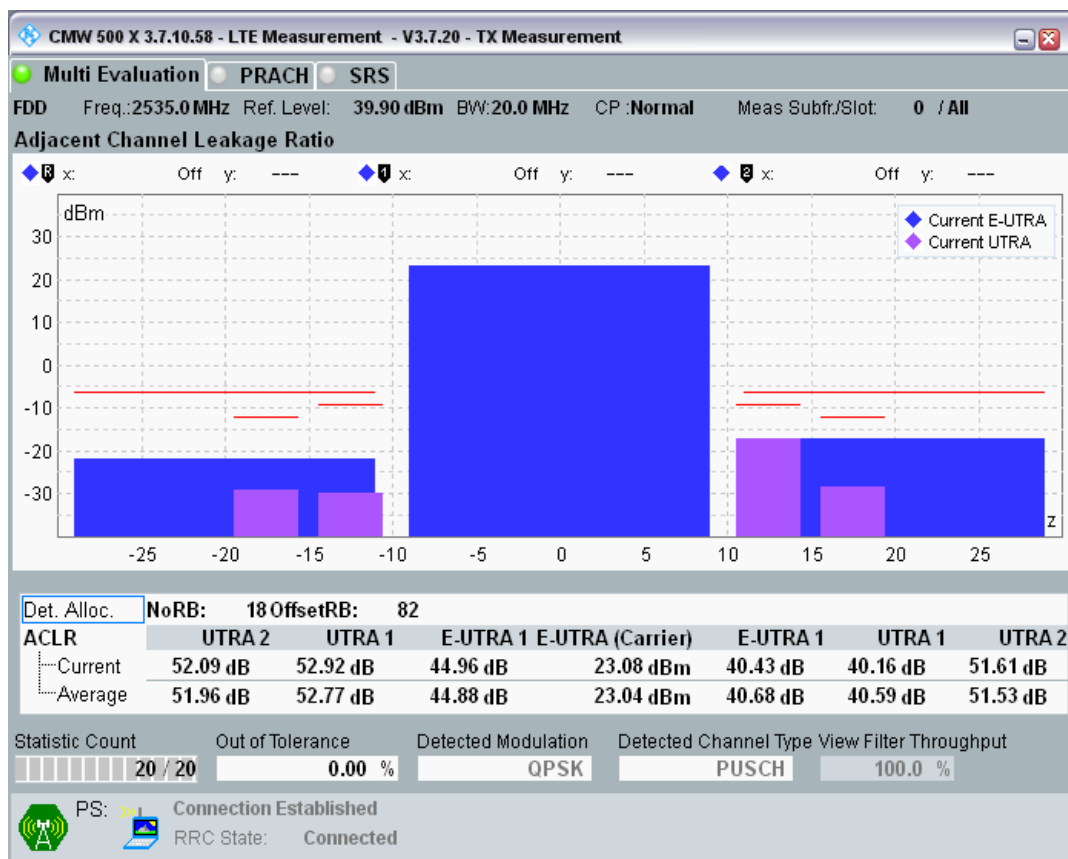 CMW 500 X 3.7.10.58 - LTE Measurement - V3.7.20 - TX Measurement
Multi Evaluation PRACH SRS
FDD Freq.:2535.0 MHz Ref. Level: 39.90 dBm BW:20.0 MHz CP :Normal Meas Subfr./Slot: 0 / All
Adjacent Channel Leakage Ratio
R x: Off y: --- 1 x: Off y: --- 2 x: Off y: ---
dBm
Current E-UTRA
Current UTRA
30
20
10
0
-10
-20
-30
z
-25 -20 -15 -10 -5 0 5 10 15 20 25
Det. Alloc. NoRB: 18 OffsetRB: 82
ACLR UTRA 2 UTRA 1 E-UTRA 1 E-UTRA (Carrier) E-UTRA 1 UTRA 1 UTRA 2
Current 52.09 dB 52.92 dB 44.96 dB 23.08 dBm 40.43 dB 40.16 dB 51.61 dB
Average 51.96 dB 52.77 dB 44.88 dB 23.04 dBm 40.68 dB 40.59 dB 51.53 dB
Statistic Count Out of Tolerance Detected Modulation Detected Channel Type View Filter Throughput
20 / 20 0.00 % QPSK PUSCH 100.0 %
PS: Connection Established
RRC State: Connected